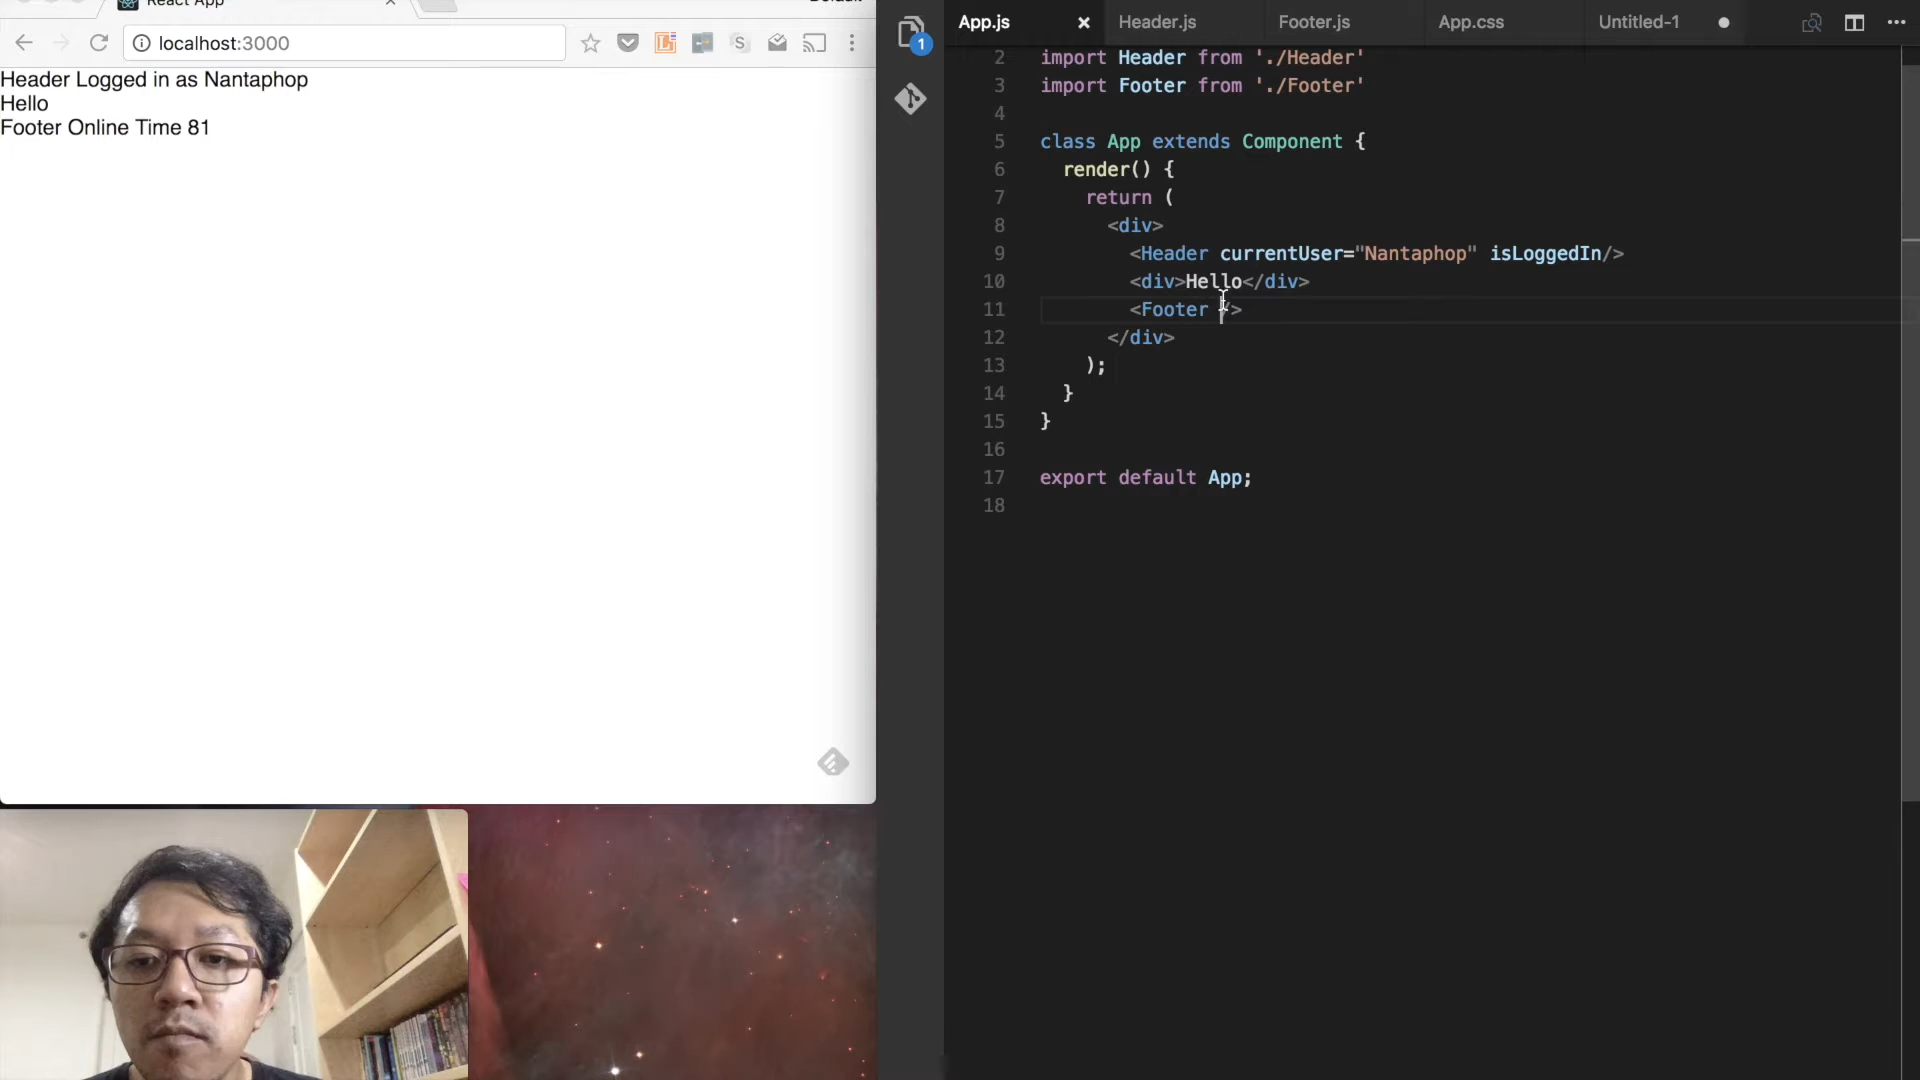 React App
Default
localhost:3000
Header Logged in as Nantaphop
Hello
Footer Online Time 81
1
App.js
Header.js
Footer.js
App.css
Untitled-1
2 import Header from './Header'
3 import Footer from './Footer'
4
5 class App extends Component {
6 render() {
7 return (
8 <div>
9 <Header currentUser="Nantaphop" isLoggedIn/>
10 <div>Hello</div>
11 <Footer />
12 </div>
13 );
14 }
15 }
16
17 export default App;
18